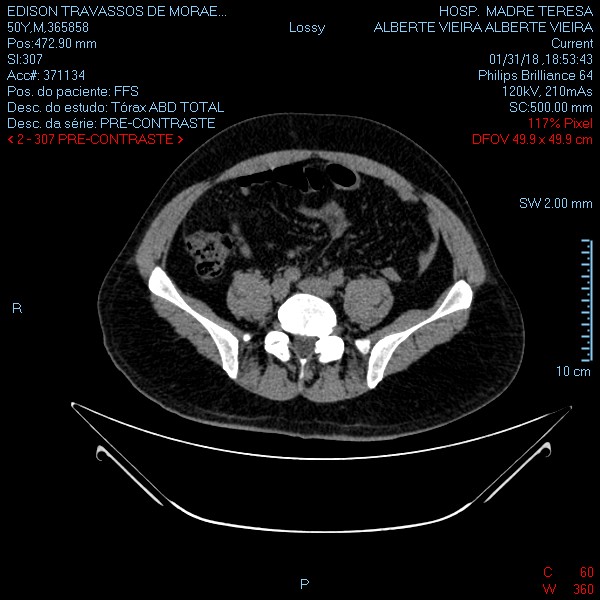 EDISON TRAVASSOS DE MORAE...
50Y,M,365858
Pos:472.90 mm
SI:307
Acc#: 371134
Pos. do paciente: FFS
Desc. do estudo: Tórax ABD TOTAL
Desc. da série: PRE-CONTRASTE
< 2 - 307 PRE-CONTRASTE >
Lossy
HOSP. MADRE TERESA
ALBERTE VIEIRA ALBERTE VIEIRA
Current
01/31/18 ,18:53:43
Philips Brilliance 64
120kV, 210mAs
SC:500.00 mm
117% Pixel
DFOV 49.9 x 49.9 cm
SW 2.00 mm
R
10 cm
P
C 60
W 360